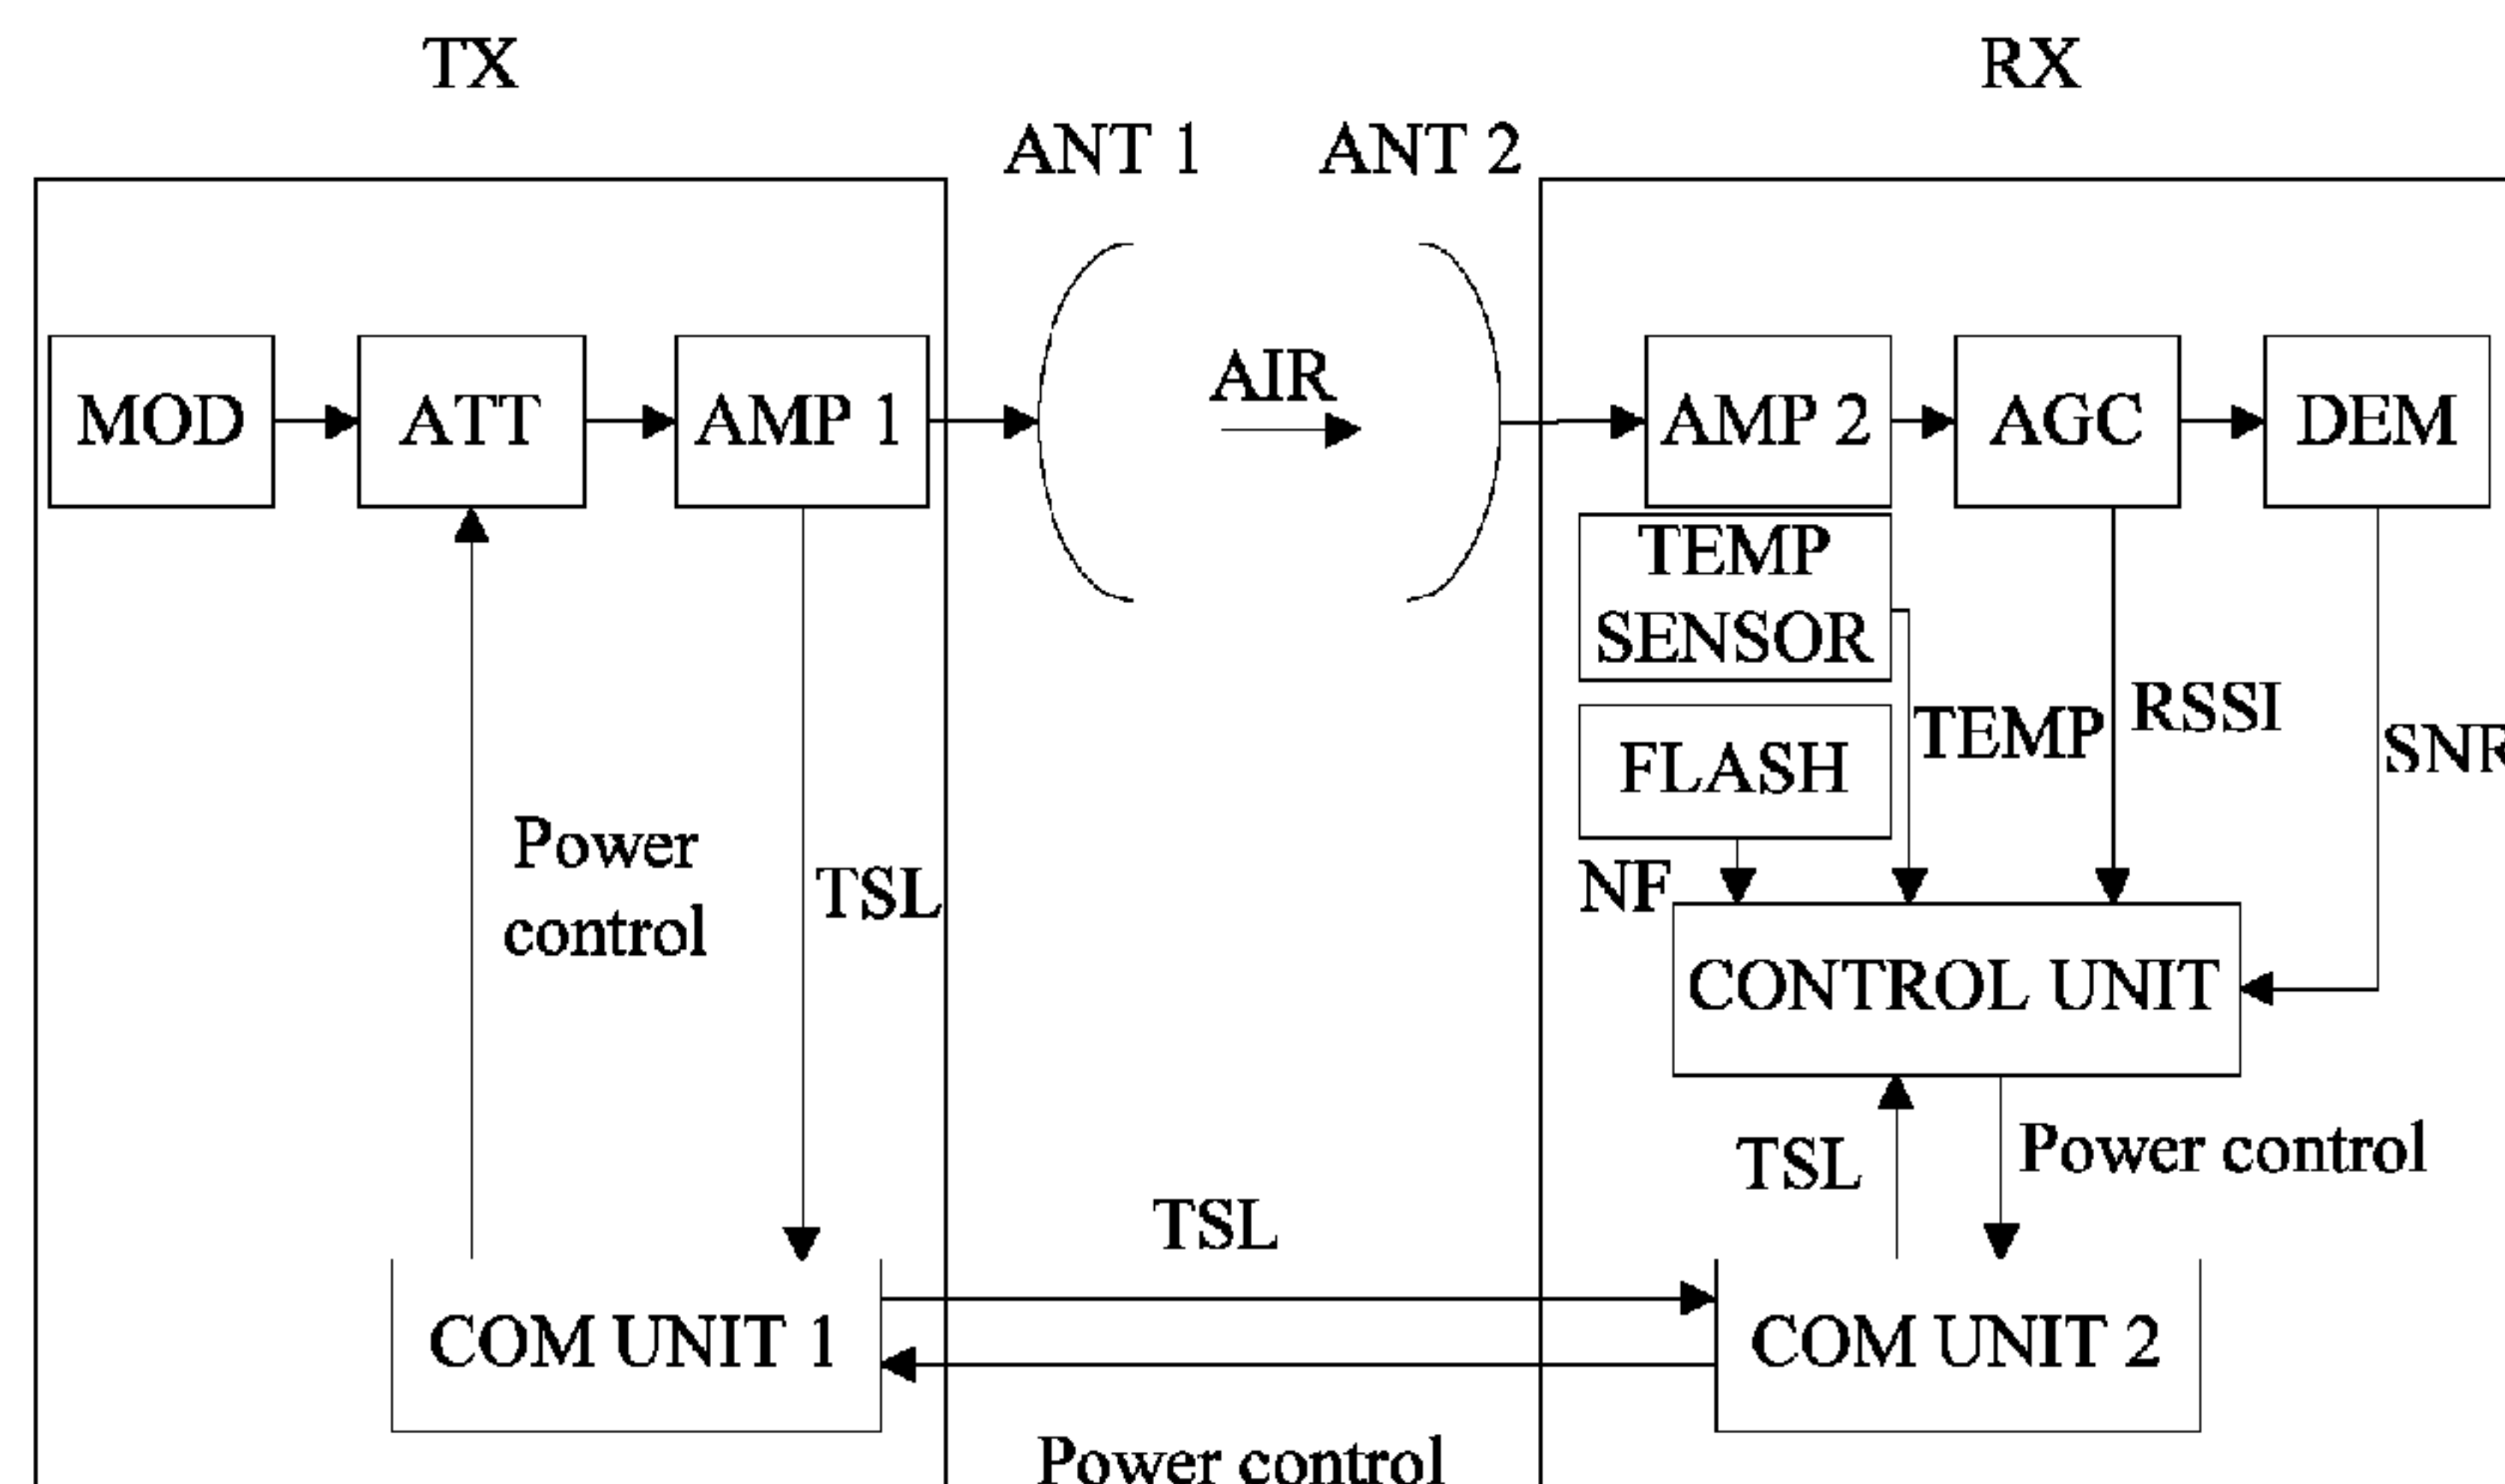 TX
RX
ANT 1
ANT 2
MOD
ATT
AMP 1
AIR
AMP 2
AGC
DEM
TEMP
SENSOR
FLASH
TEMP
RSSI
SNR
NF
Power
control
TSL
CONTROL UNIT
TSL
Power control
TSL
COM UNIT 1
COM UNIT 2
Power control